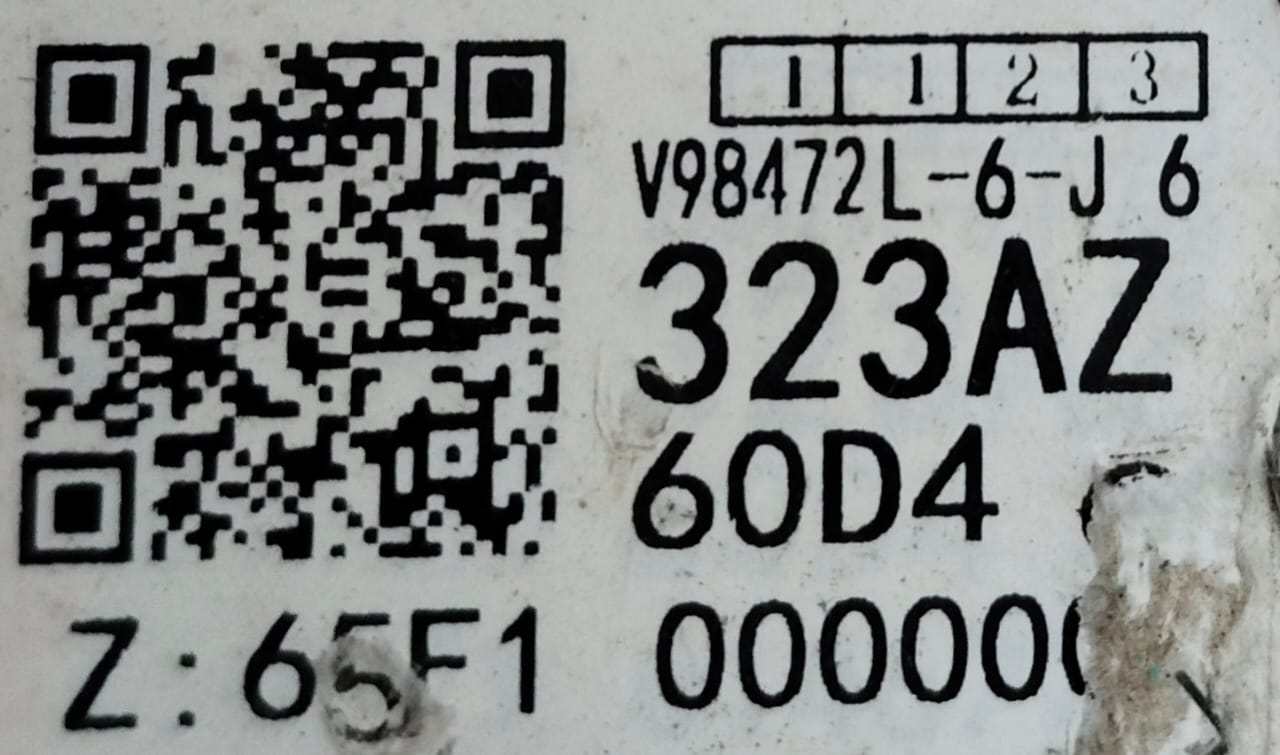 1 1 2 3
V98472L-6-J 6
323AZ
60D4
Z:65F1 00000